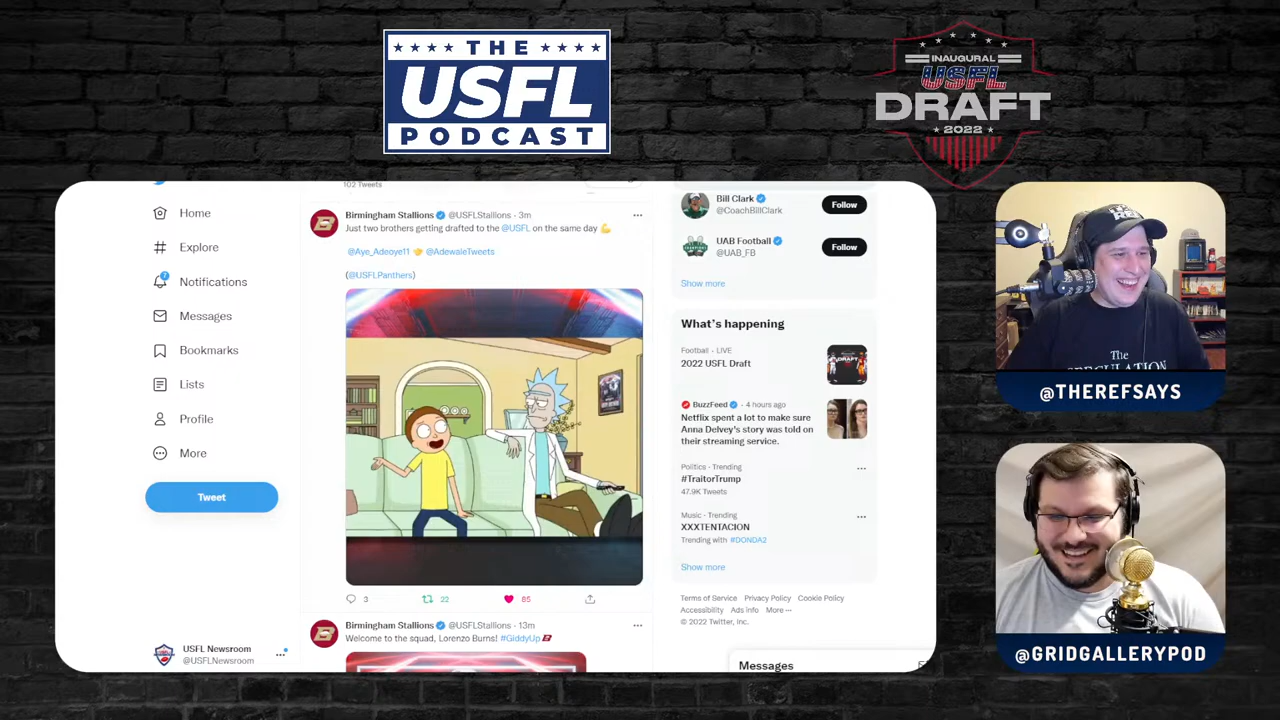 THE
USFL
PODCAST
INAUGURAL
USFL
DRAFT
2022
102 Tweets
Home
Explore
Notifications
Messages
Bookmarks
Lists
Profile
More
Tweet
USFL Newsroom
@USFLNewsroom
Birmingham Stallions @USFLStallions · 3m
Just two brothers getting drafted to the @USFL on the same day 💪
@Aye_Adeoye11 🤝 @AdewaleTweets
(@USFLPanthers)
3 22 65
Birmingham Stallions @USFLStallions · 13m
Welcome to the squad, Lorenzo Burns! #GiddyUp
Bill Clark
@CoachBillClark
Follow
UAB Football
@UAB_FB
Follow
Show more
What's happening
Football · LIVE
2022 USFL Draft
DRAFT
BuzzFeed · 4 hours ago
Netflix spent a lot to make sure
Anna Delvey's story was told on
their streaming service.
Politics · Trending
#TraitorTrump
47.9K Tweets
Music · Trending
XXXTENTACION
Trending with #DONDA2
Show more
Terms of Service Privacy Policy Cookie Policy
Accessibility Ads info More ···
© 2022 Twitter, Inc.
Messages
The
@THEREFSAYS
@GRIDGALLERYPOD